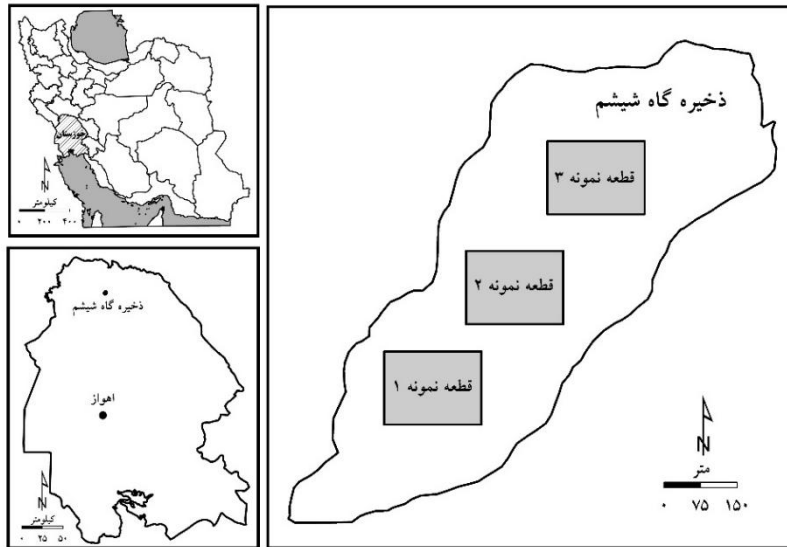 خوزستان
N
کیلومتر
۰ ۲۰۰ ۴۰۰
ذخیره گاه شیشم
اهواز
N
کیلومتر
۰ ۲۵ ۵۰
ذخیره گاه شیشم
قطعه نمونه ۳
قطعه نمونه ۲
قطعه نمونه ۱
N
متر
۰ ۷۵ ۱۵۰